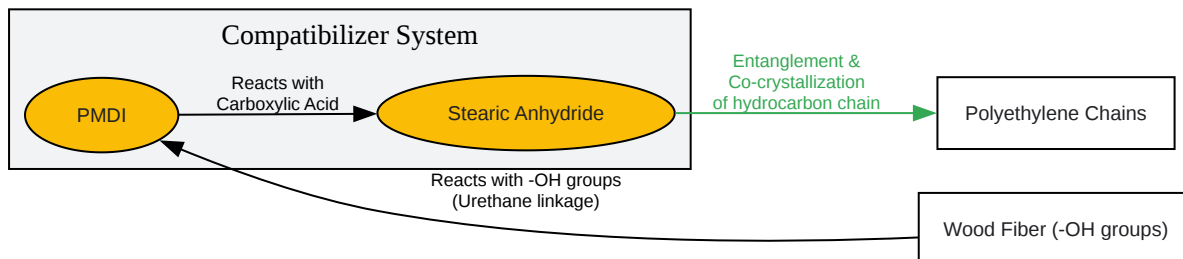 Compatibilizer System
PMDI
Reacts with
Carboxylic Acid
Stearic Anhydride
Entanglement &
Co-crystallization
of hydrocarbon chain
Polyethylene Chains
Reacts with -OH groups
(Urethane linkage)
Wood Fiber (-OH groups)